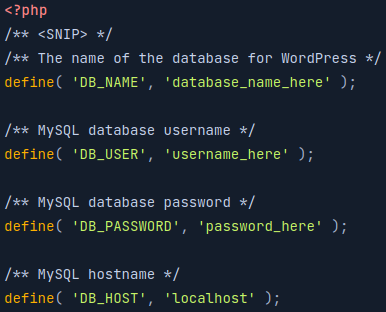 <?php
/** <SNIP> */
/** The name of the database for WordPress */
define( 'DB_NAME', 'database_name_here' );
/** MySQL database username */
define( 'DB_USER', 'username_here' );
/** MySQL database password */
define( 'DB_PASSWORD', 'password_here' );
/** MySQL hostname */
define( 'DB_HOST', 'localhost' );